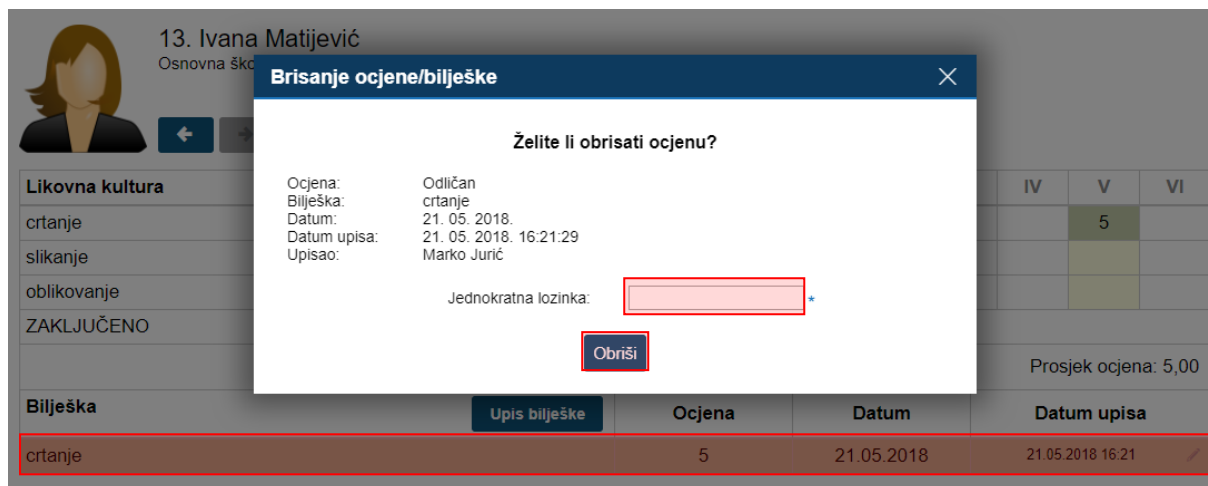 13. Ivana Matijević
Osnovna ško
Brisanje ocjene/bilješke
Želite li obrisati ocjenu?
Ocjena: Odličan
Bilješka: crtanje
Datum: 21. 05. 2018.
Datum upisa: 21. 05. 2018. 16:21:29
Upisao: Marko Jurić
Jednokratna lozinka: *
Obriši
Likovna kultura IV V VI
crtanje 5
slikanje
oblikovanje
ZAKLJUČENO
Prosjek ocjena: 5,00
Bilješka Upis bilješke Ocjena Datum Datum upisa
crtanje 5 21.05.2018 21.05.2018 16:21